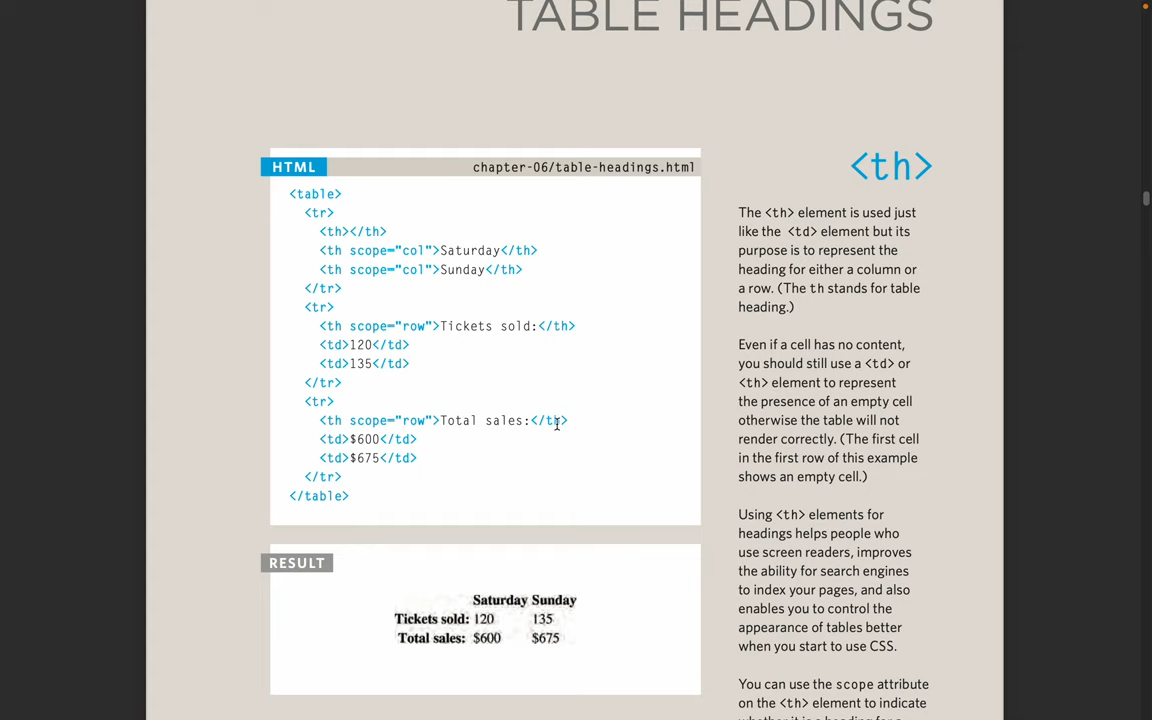 TABLE HEADINGS
HTML
chapter-06/table-headings.html
<table>
<tr>
<th></th>
<th scope="col">Saturday</th>
<th scope="col">Sunday</th>
</tr>
<tr>
<th scope="row">Tickets sold:</th>
<td>120</td>
<td>135</td>
</tr>
<tr>
<th scope="row">Total sales:</th>
<td>$600</td>
<td>$675</td>
</tr>
</table>
RESULT
Saturday Sunday
Tickets sold: 120 135
Total sales: $600 $675
<th>
The <th> element is used just
like the <td> element but its
purpose is to represent the
heading for either a column or
a row. (The th stands for table
heading.)
Even if a cell has no content,
you should still use a <td> or
<th> element to represent
the presence of an empty cell
otherwise the table will not
render correctly. (The first cell
in the first row of this example
shows an empty cell.)
Using <th> elements for
headings helps people who
use screen readers, improves
the ability for search engines
to index your pages, and also
enables you to control the
appearance of tables better
when you start to use CSS.
You can use the scope attribute
on the <th> element to indicate
whether it is a heading for a